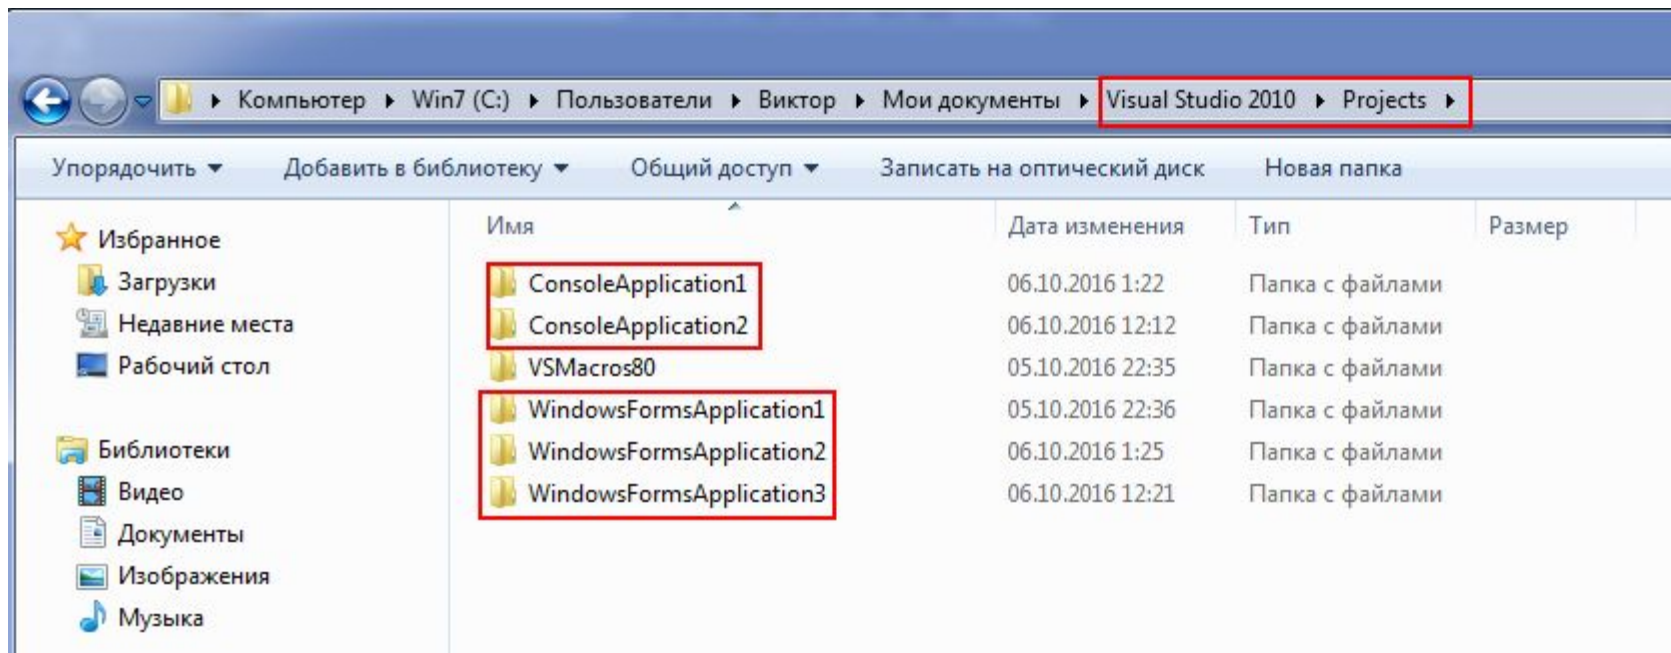 Компьютер Win7 (C:) Пользователи Виктор Мои документы Visual Studio 2010 Projects
Упорядочить Добавить в библиотеку Общий доступ Записать на оптический диск Новая папка
Имя Дата изменения Тип Размер
Избранное
Загрузки
Недавние места
Рабочий стол
Библиотеки
Видео
Документы
Изображения
Музыка
ConsoleApplication1 06.10.2016 1:22 Папка с файлами
ConsoleApplication2 06.10.2016 12:12 Папка с файлами
VSMacros80 05.10.2016 22:35 Папка с файлами
WindowsFormsApplication1 05.10.2016 22:36 Папка с файлами
WindowsFormsApplication2 06.10.2016 1:25 Папка с файлами
WindowsFormsApplication3 06.10.2016 12:21 Папка с файлами